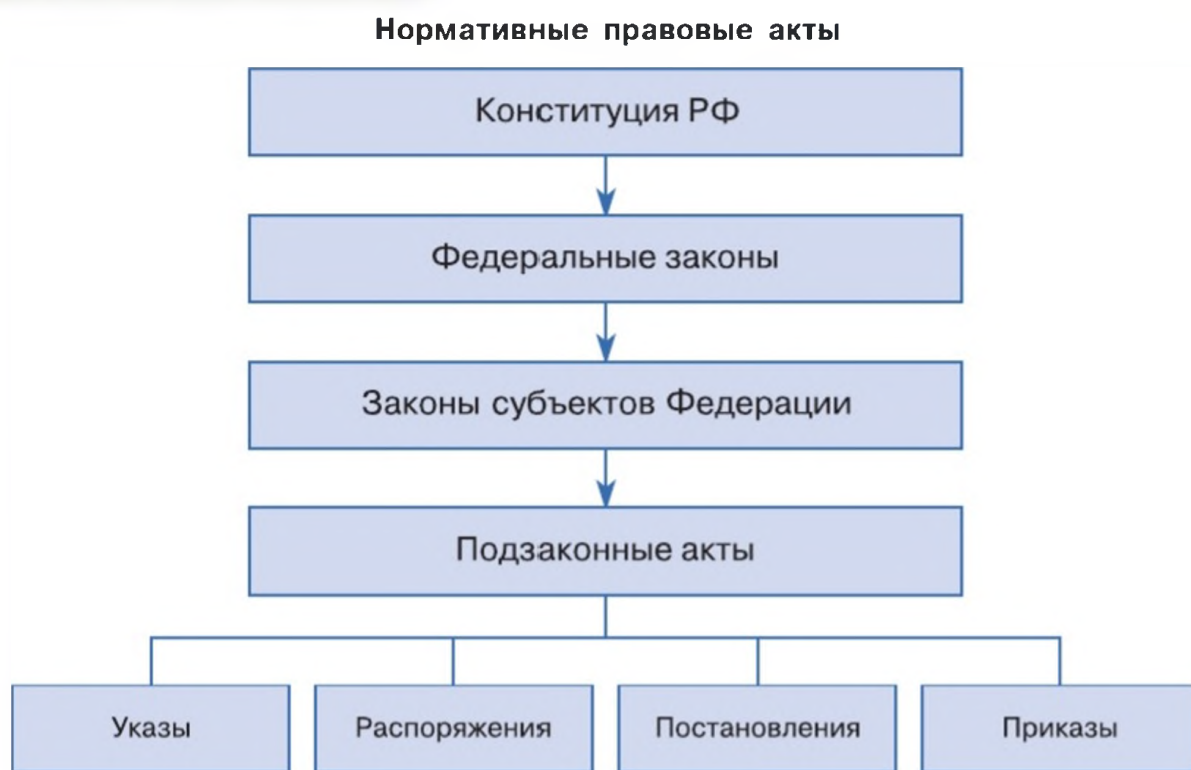 Нормативные правовые акты
Конституция РФ
Федеральные законы
Законы субъектов Федерации
Подзаконные акты
Указы
Распоряжения
Постановления
Приказы